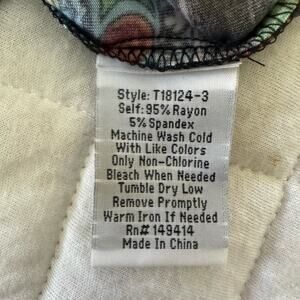 Style: T18124-3
Self: 95% Rayon
5% Spandex
Machine Wash Cold
With Like Colors
Only Non-Chlorine
Bleach When Needed
Tumble Dry Low
Remove Promptly
Warm Iron If Needed
Rn# 149414
Made In China